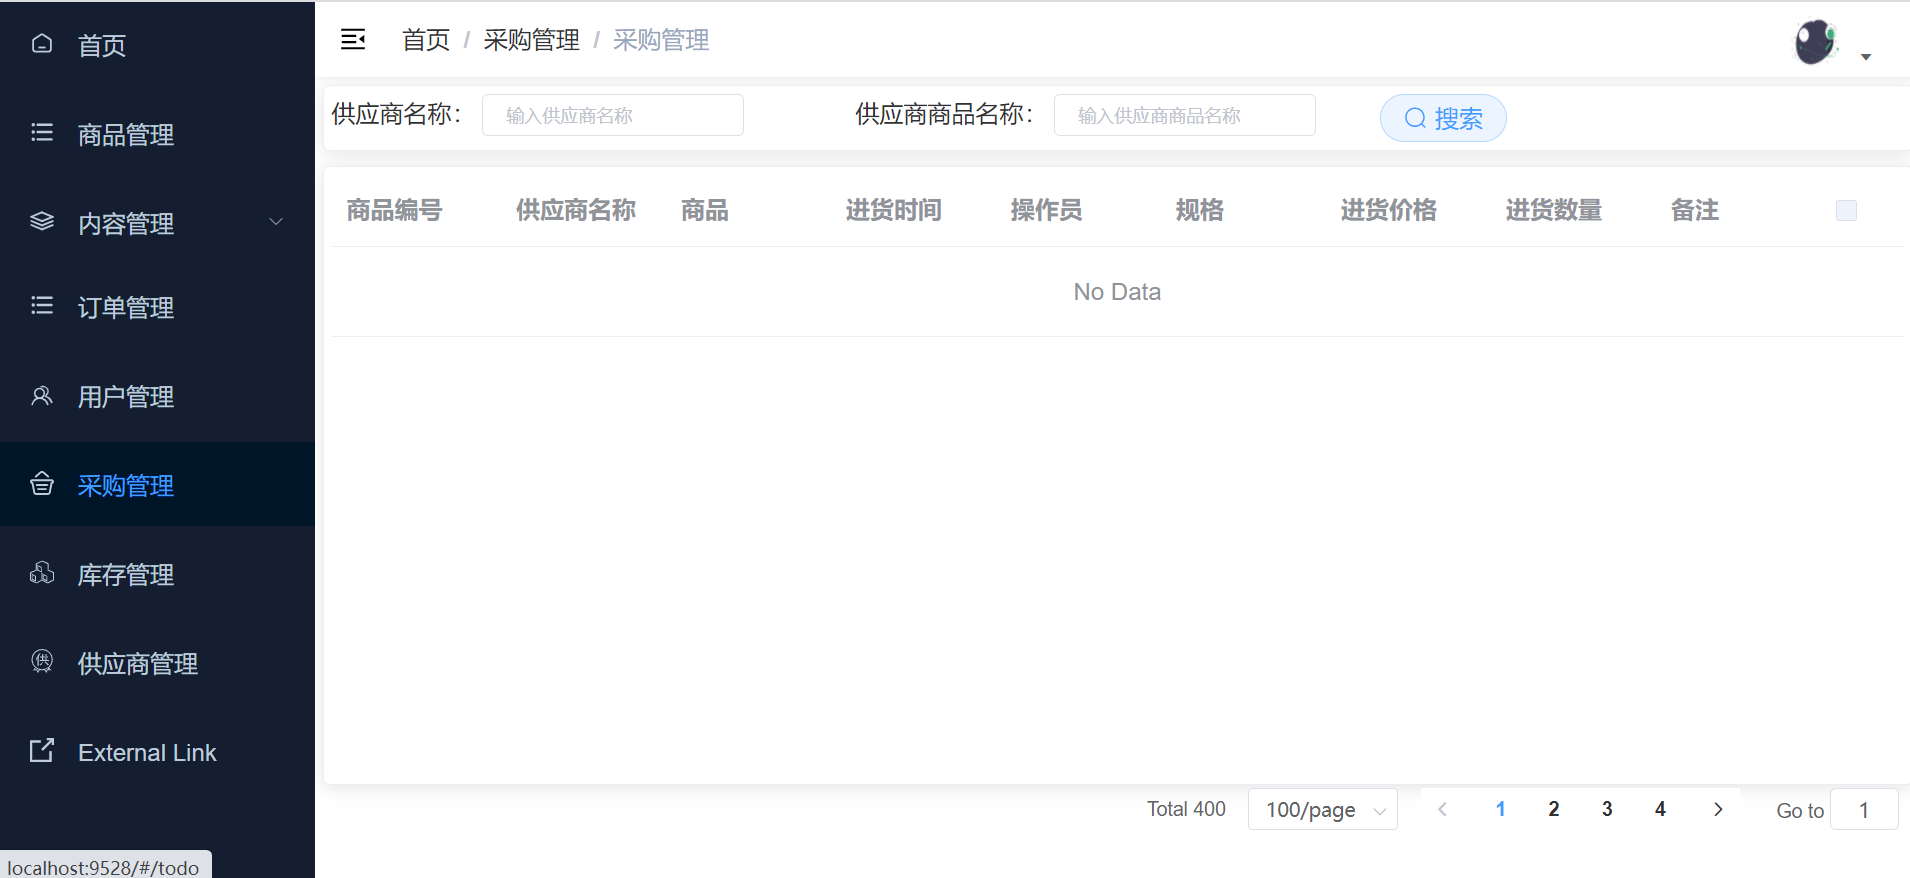 首页
商品管理
内容管理
订单管理
用户管理
采购管理
库存管理
供
供应商管理
External Link
localhost:9528/#/todo
首页 / 采购管理 / 采购管理
供应商名称： 输入供应商名称 供应商商品名称： 输入供应商商品名称 搜索
商品编号 供应商名称 商品 进货时间 操作员 规格 进货价格 进货数量 备注
No Data
Total 400 100/page 1 2 3 4 Go to 1